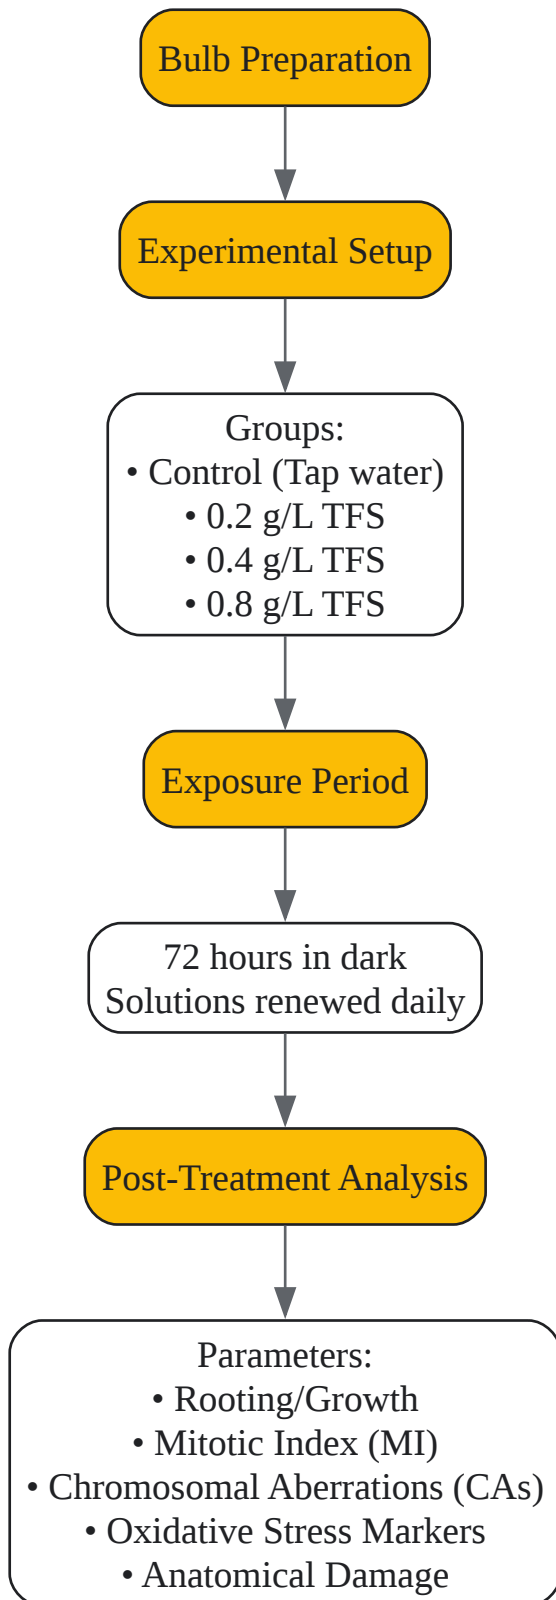 Bulb Preparation
Experimental Setup
Groups:
• Control (Tap water)
• 0.2 g/L TFS
• 0.4 g/L TFS
• 0.8 g/L TFS
Exposure Period
72 hours in dark
Solutions renewed daily
Post-Treatment Analysis
Parameters:
• Rooting/Growth
• Mitotic Index (MI)
• Chromosomal Aberrations (CAs)
• Oxidative Stress Markers
• Anatomical Damage